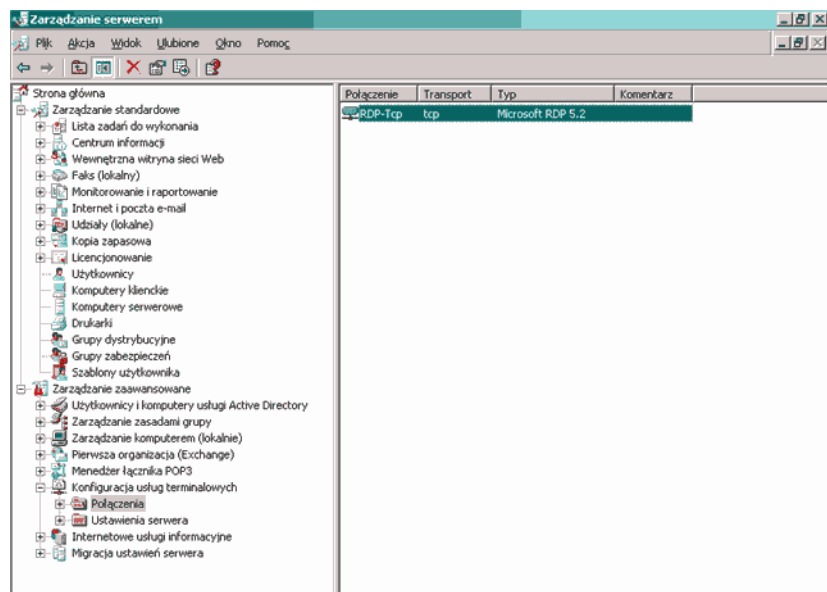 Zarządzanie serwerem
Plik Akcja Widok Ulubione Okno Pomoc
Strona główna
Zarządzanie standardowe
Lista zadań do wykonania
Centrum informacji
Wewnętrzna witryna sieci Web
Faks (lokalny)
Monitorowanie i raportowanie
Internet i poczta e-mail
Udziały (lokalne)
Kopia zapasowa
Licencjonowanie
Użytkownicy
Komputery klienckie
Komputery serwerowe
Drukarki
Grupy dystrybucyjne
Grupy zabezpieczeń
Szablony użytkownika
Zarządzanie zaawansowane
Użytkownicy i komputery usługi Active Directory
Zarządzanie zasadami grupy
Zarządzanie komputerem (lokalnie)
Pierwsza organizacja (Exchange)
Menedżer łącznika POP3
Konfiguracja usług terminalowych
Połączenia
Ustawienia serwera
Internetowe usługi informacyjne
Migracja ustawień serwera
Połączenie Transport Typ Komentarz
RDP-Tcp tcp Microsoft RDP 5.2